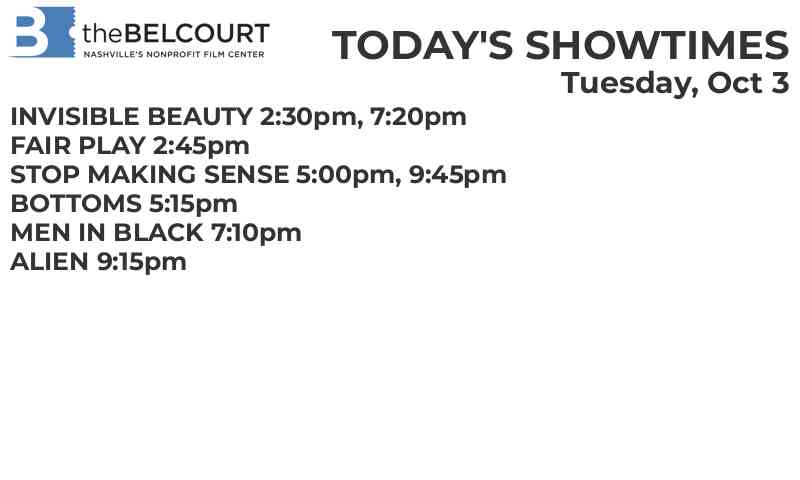 B theBELCOURT
NASHVILLE'S NONPROFIT FILM CENTER
TODAY'S SHOWTIMES
Tuesday, Oct 3
INVISIBLE BEAUTY 2:30pm, 7:20pm
FAIR PLAY 2:45pm
STOP MAKING SENSE 5:00pm, 9:45pm
BOTTOMS 5:15pm
MEN IN BLACK 7:10pm
ALIEN 9:15pm